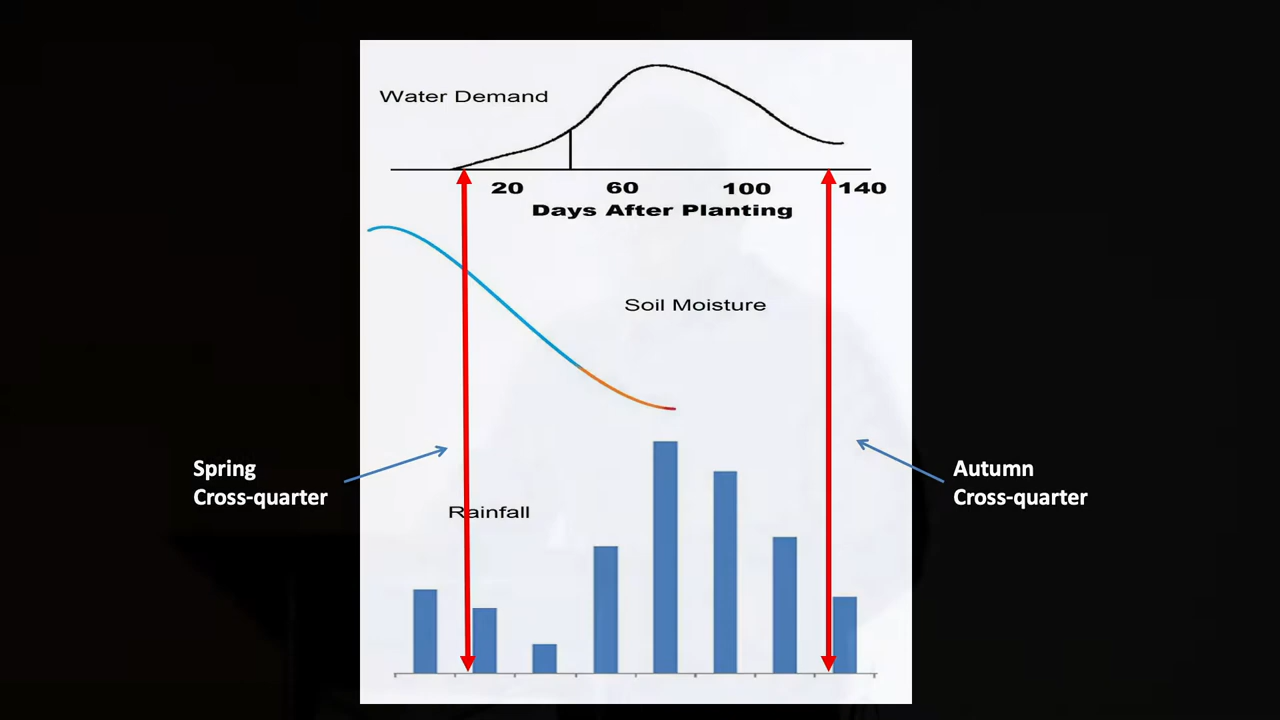 Water Demand
20 60 100 140
Days After Planting
Soil Moisture
Spring
Cross-quarter
Autumn
Cross-quarter
Rainfall